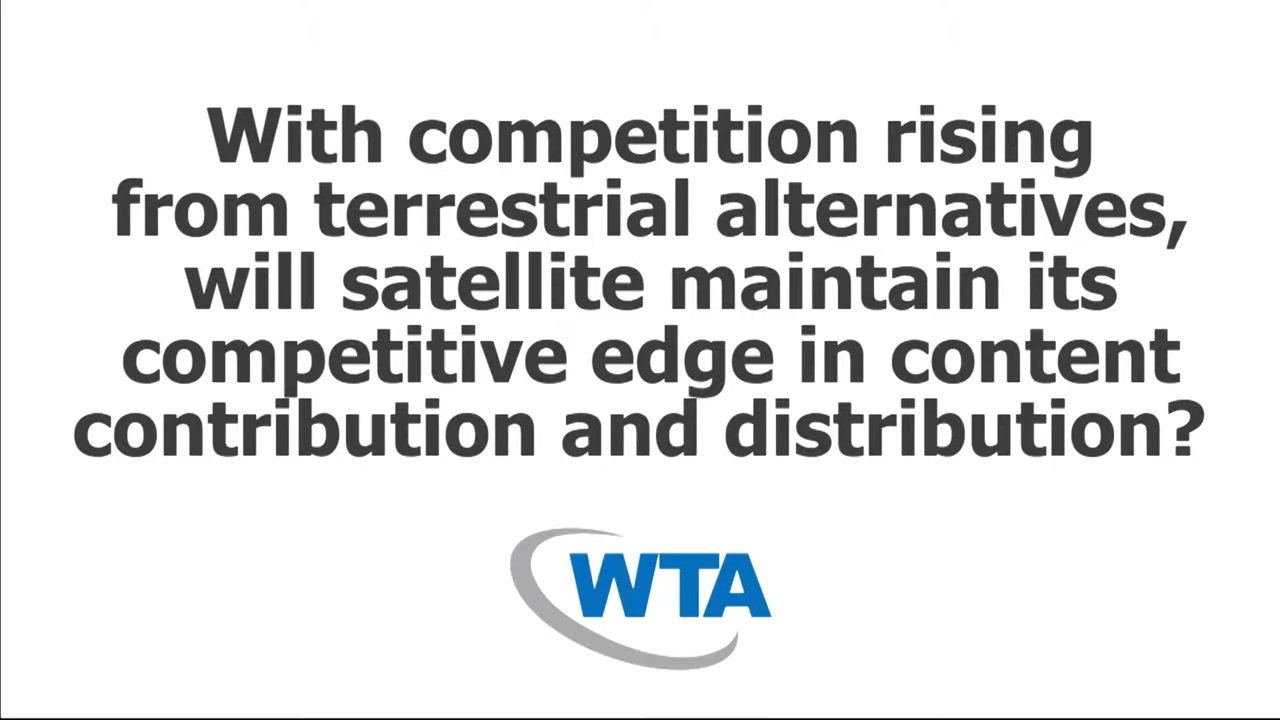 With competition rising
from terrestrial alternatives,
will satellite maintain its
competitive edge in content
contribution and distribution?
WTA